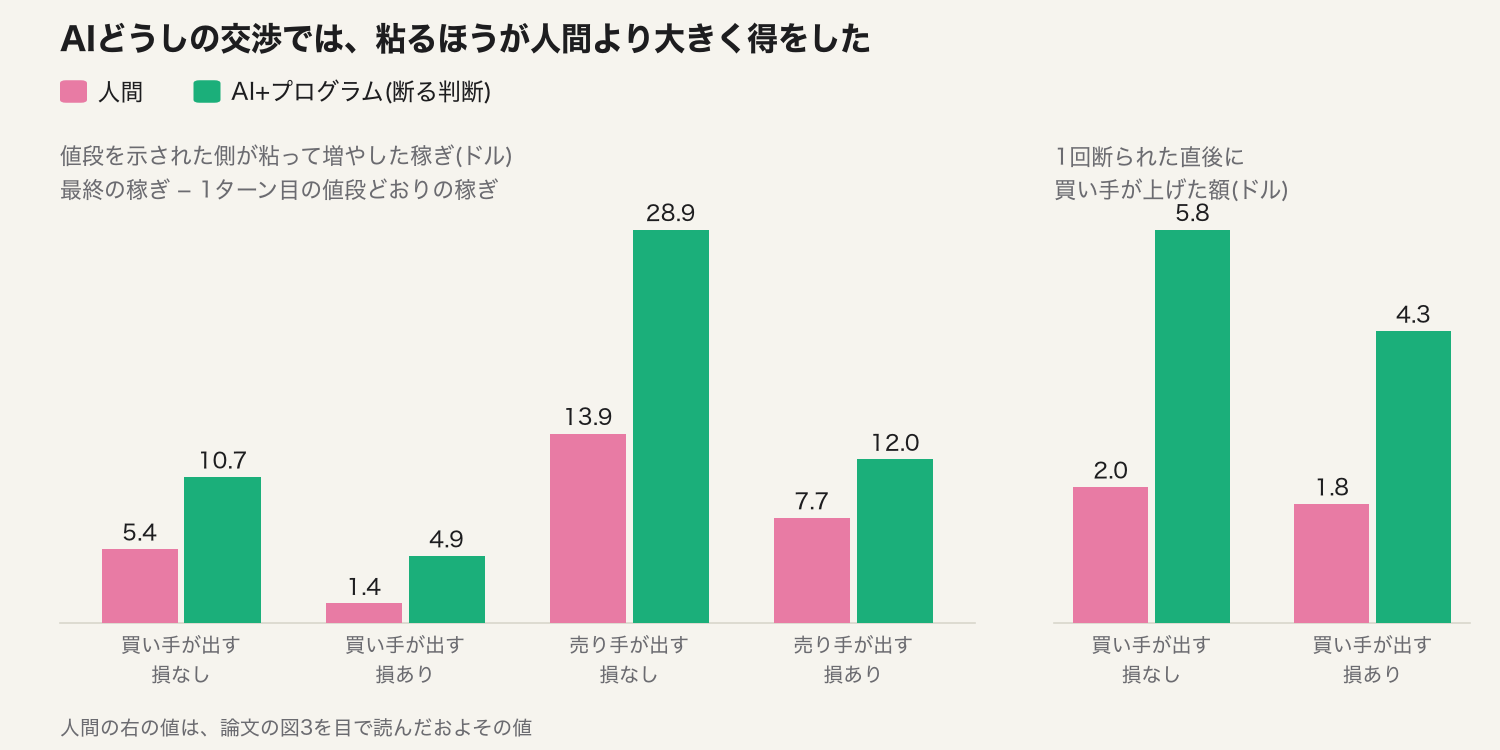 AIどうしの交渉では、粘るほうが人間より大きく得をした
人間
AI+プログラム(断る判断)
値段を示された側が粘って増やした稼ぎ(ドル)
最終の稼ぎ − 1ターン目の値段どおりの稼ぎ
5.4
10.7
1.4
4.9
13.9
28.9
7.7
12.0
買い手が出す
損なし
買い手が出す
損あり
売り手が出す
損なし
売り手が出す
損あり
1回断られた直後に
買い手が上げた額(ドル)
2.0
5.8
1.8
4.3
買い手が出す
損なし
買い手が出す
損あり
人間の右の値は、論文の図3を目で読んだおよその値